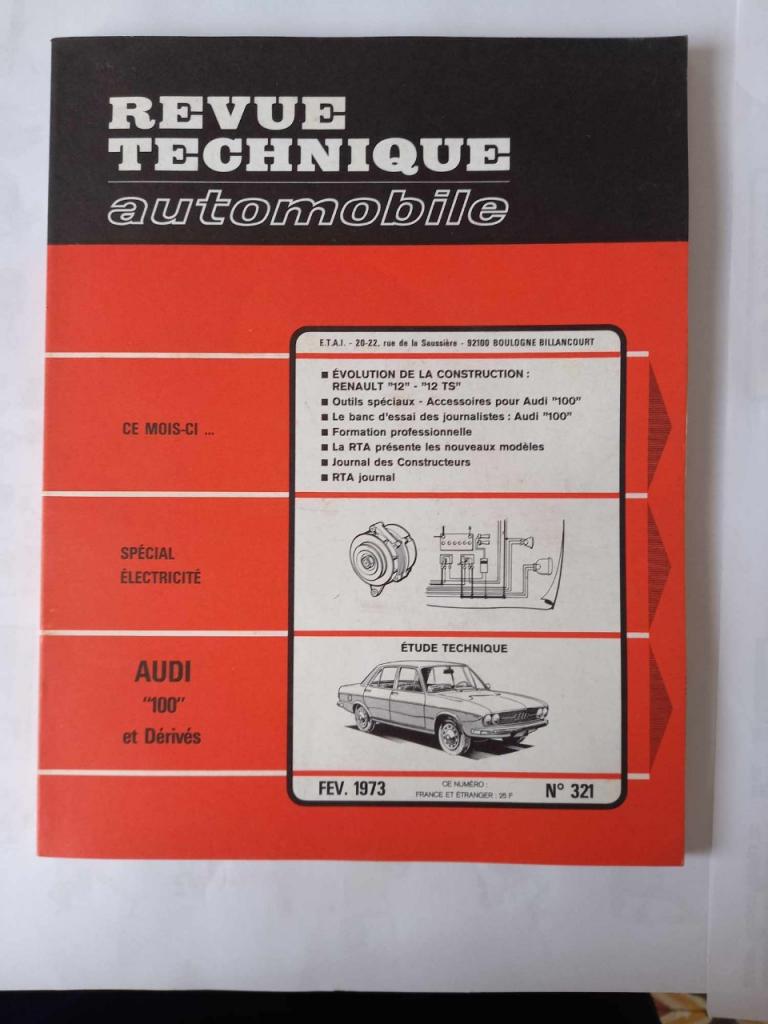 REVUE
TECHNIQUE
automobile
E.T.A.I. - 20-22, rue de la Saussière - 92100 BOULOGNE BILLANCOURT
CE MOIS-CI ...
■ ÉVOLUTION DE LA CONSTRUCTION :
RENAULT "12" - "12 TS"
■ Outils spéciaux - Accessoires pour Audi "100"
■ Le banc d'essai des journalistes : Audi "100"
■ Formation professionnelle
■ La RTA présente les nouveaux modèles
■ Journal des Constructeurs
■ RTA journal
SPÉCIAL
ÉLECTRICITÉ
AUDI
"100"
et Dérivés
ÉTUDE TECHNIQUE
FEV. 1973
CE NUMÉRO :
FRANCE ET ÉTRANGER : 25 F
N° 321